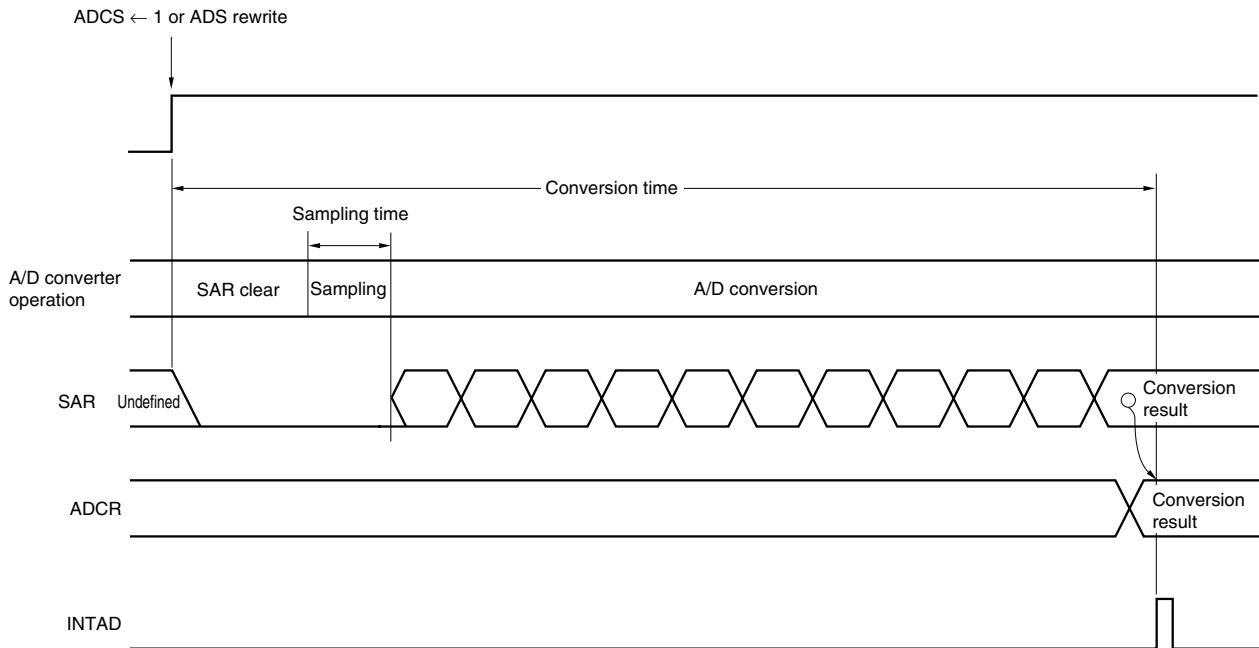 ADCS ← 1 or ADS rewrite
Conversion time
Sampling time
A/D converter
operation
SAR clear
Sampling
A/D conversion
SAR
Undefined
Conversion
result
ADCR
Conversion
result
INTAD